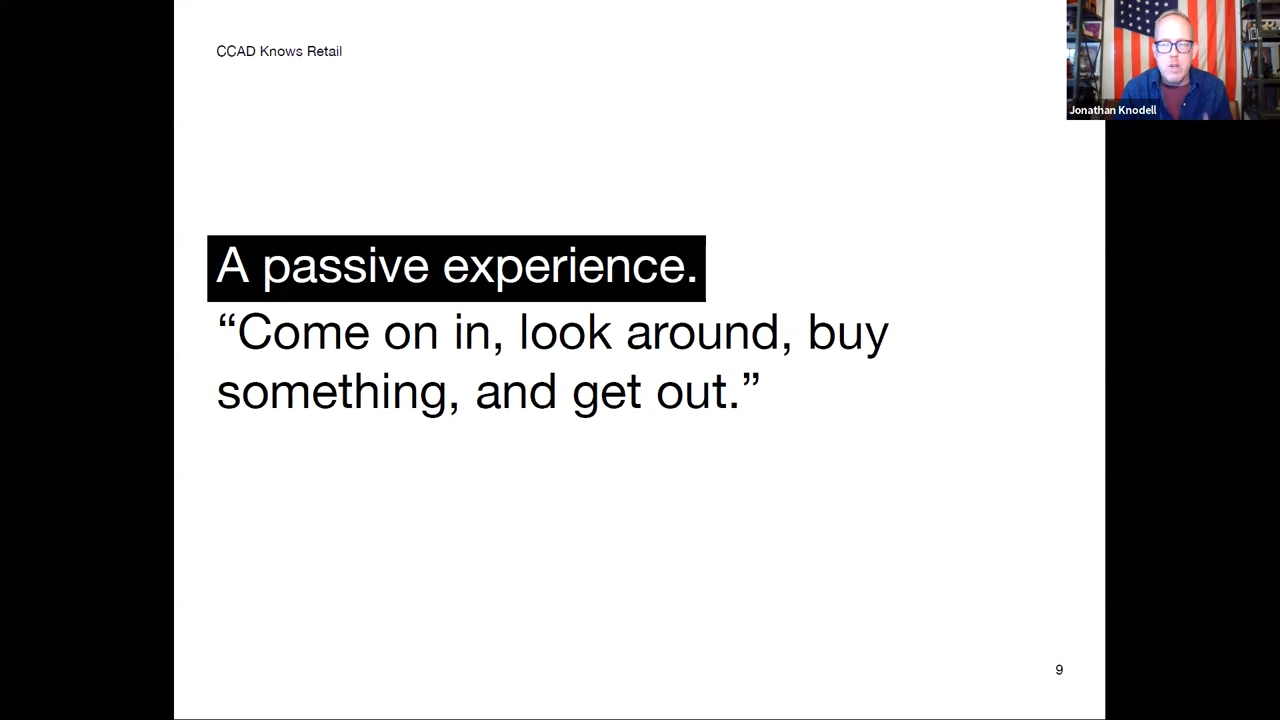 CCAD Knows Retail
Jonathan Knodell
A passive experience.
“Come on in, look around, buy
something, and get out.”
9